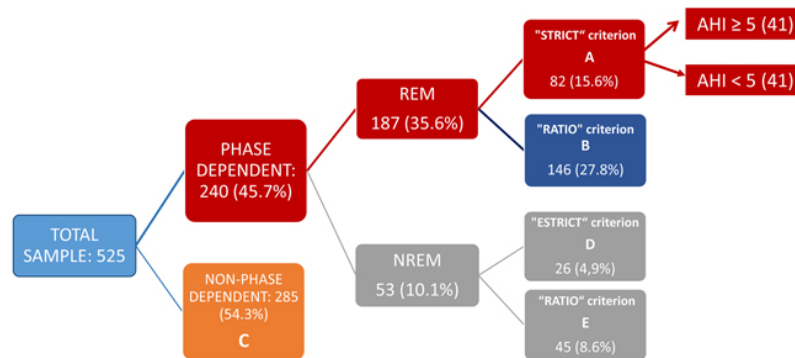 TOTAL
SAMPLE: 525
PHASE
DEPENDENT:
240 (45.7%)
NON-PHASE
DEPENDENT: 285
(54.3%)
C
REM
187 (35.6%)
NREM
53 (10.1%)
"STRICT“ criterion
A
82 (15.6%)
"RATIO" criterion
B
146 (27.8%)
"ESTRICT“ criterion
D
26 (4,9%)
“RATIO“ criterion
E
45 (8.6%)
AHI ≥ 5 (41)
AHI < 5 (41)